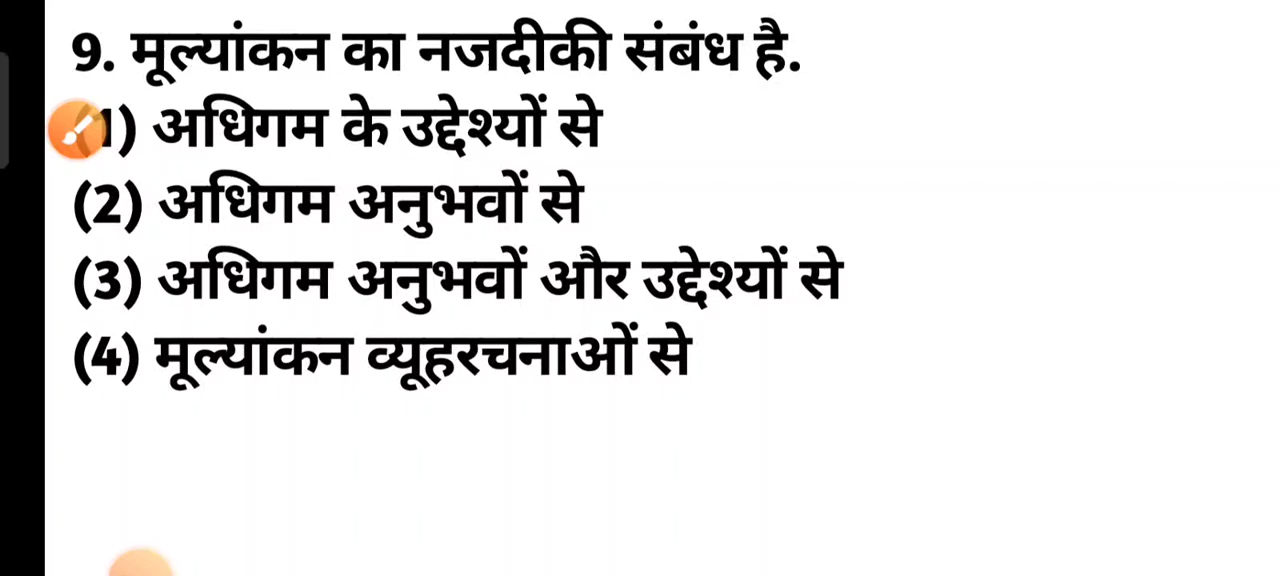 9. मूल्यांकन का नजदीकी संबंध है.
1) अधिगम के उद्देश्यों से
(2) अधिगम अनुभवों से
(3) अधिगम अनुभवों और उद्देश्यों से
(4) मूल्यांकन व्यूहरचनाओं से